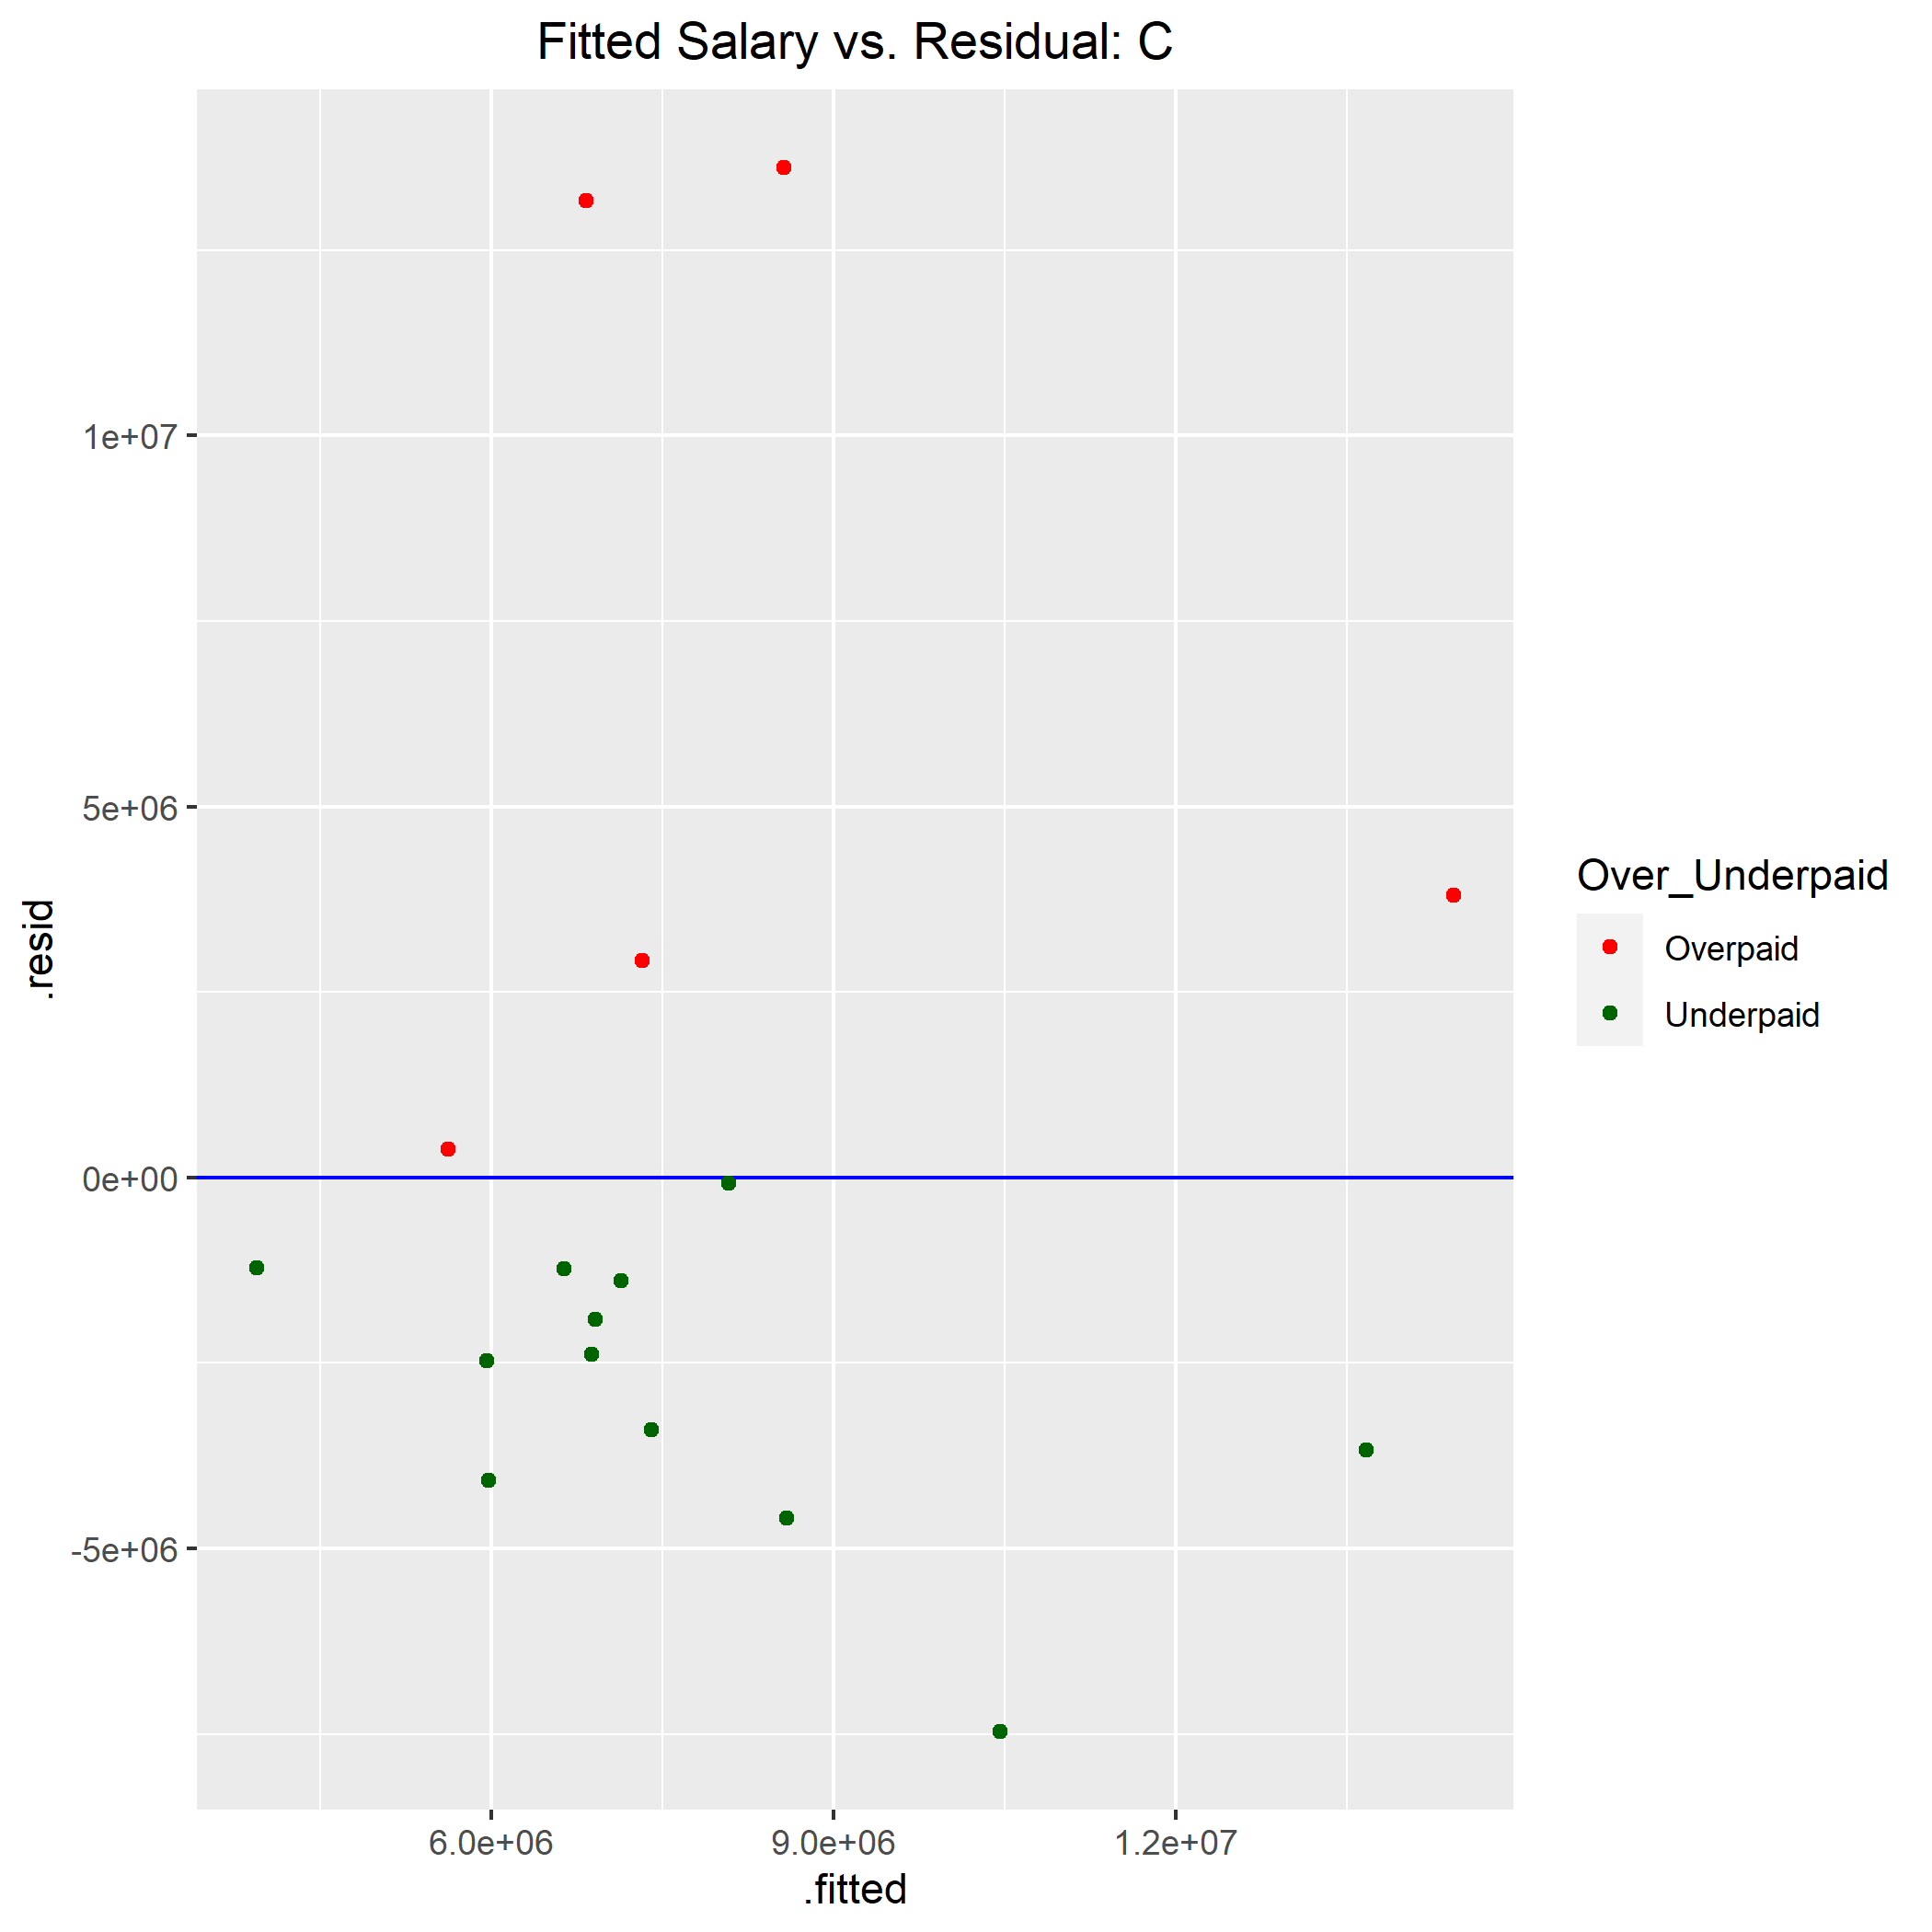 Fitted Salary vs. Residual: C
1e+07
5e+06
0e+00
-5e+06
.resid
6.0e+06
9.0e+06
1.2e+07
.fitted
Over_Underpaid
Overpaid
Underpaid